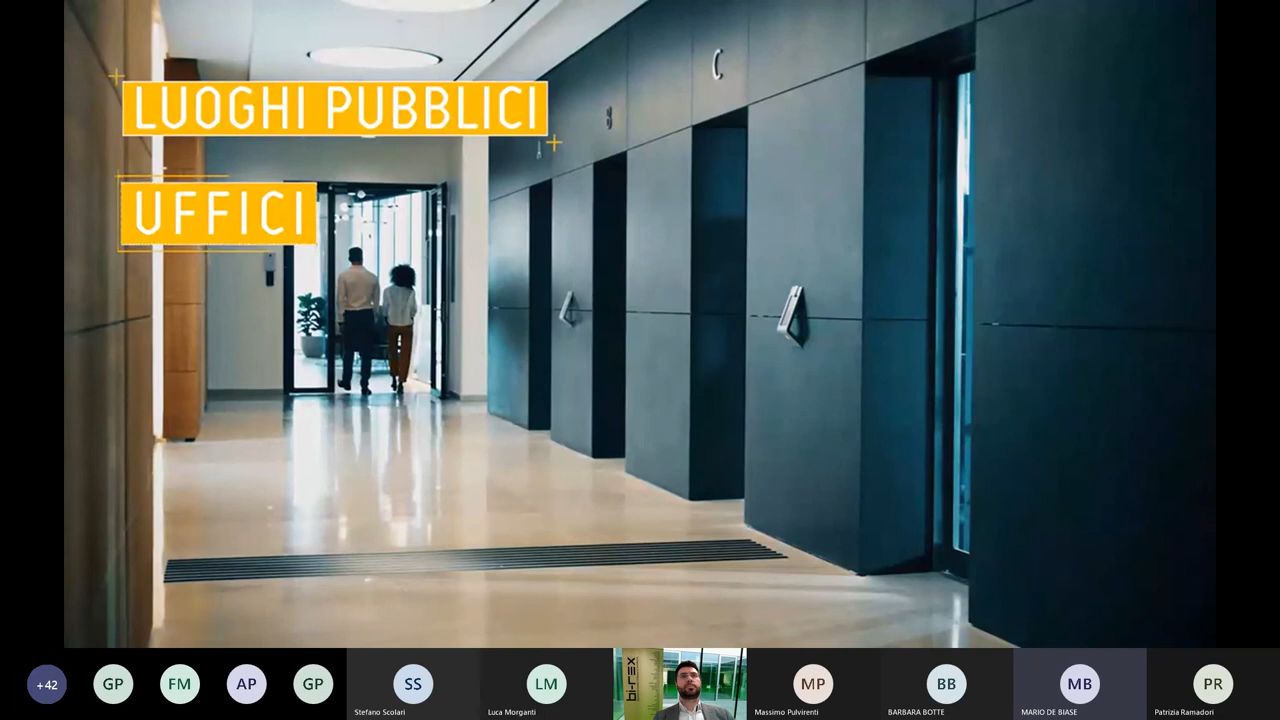 LUOGHI PUBBLICI
UFFICI
C
B
+42
GP
FM
AP
GP
SS
Stefano Scolari
LM
Luca Morganti
MP
Massimo Pulvirenti
BB
BARBARA BOTTE
MB
MARIO DE BIASE
PR
Patrizia Ramadori